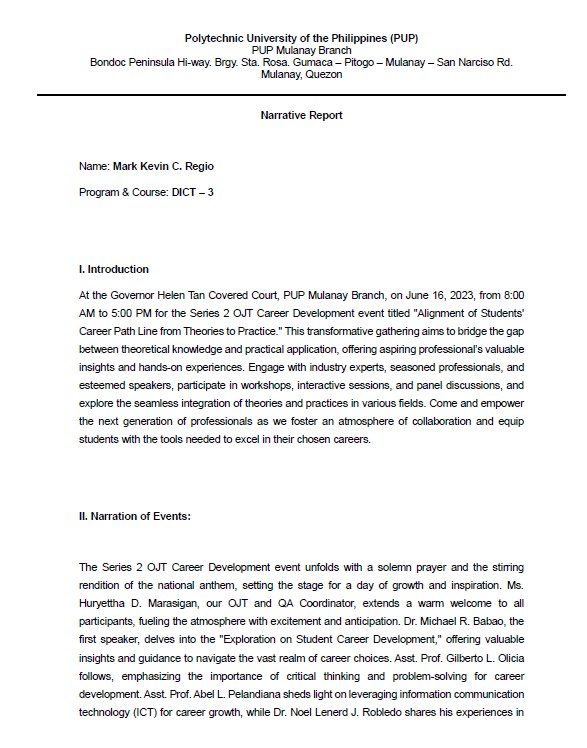 Polytechnic University of the Philippines (PUP)
PUP Mulanay Branch
Bondoc Peninsula Hi-way. Brgy. Sta. Rosa. Gumaca – Pitogo – Mulanay – San Narciso Rd.
Mulanay, Quezon
Narrative Report
Name: Mark Kevin C. Regio
Program & Course: DICT – 3
I. Introduction
At the Governor Helen Tan Covered Court, PUP Mulanay Branch, on June 16, 2023, from 8:00
AM to 5:00 PM for the Series 2 OJT Career Development event titled "Alignment of Students'
Career Path Line from Theories to Practice." This transformative gathering aims to bridge the gap
between theoretical knowledge and practical application, offering aspiring professional's valuable
insights and hands-on experiences. Engage with industry experts, seasoned professionals, and
esteemed speakers, participate in workshops, interactive sessions, and panel discussions, and
explore the seamless integration of theories and practices in various fields. Come and empower
the next generation of professionals as we foster an atmosphere of collaboration and equip
students with the tools needed to excel in their chosen careers.
II. Narration of Events:
The Series 2 OJT Career Development event unfolds with a solemn prayer and the stirring
rendition of the national anthem, setting the stage for a day of growth and inspiration. Ms.
Huryettha D. Marasigan, our OJT and QA Coordinator, extends a warm welcome to all
participants, fueling the atmosphere with excitement and anticipation. Dr. Michael R. Babao, the
first speaker, delves into the "Exploration on Student Career Development," offering valuable
insights and guidance to navigate the vast realm of career choices. Asst. Prof. Gilberto L. Olicia
follows, emphasizing the importance of critical thinking and problem-solving for career
development. Asst. Prof. Abel L. Pelandiana sheds light on leveraging information communication
technology (ICT) for career growth, while Dr. Noel Lenerd J. Robledo shares his experiences in